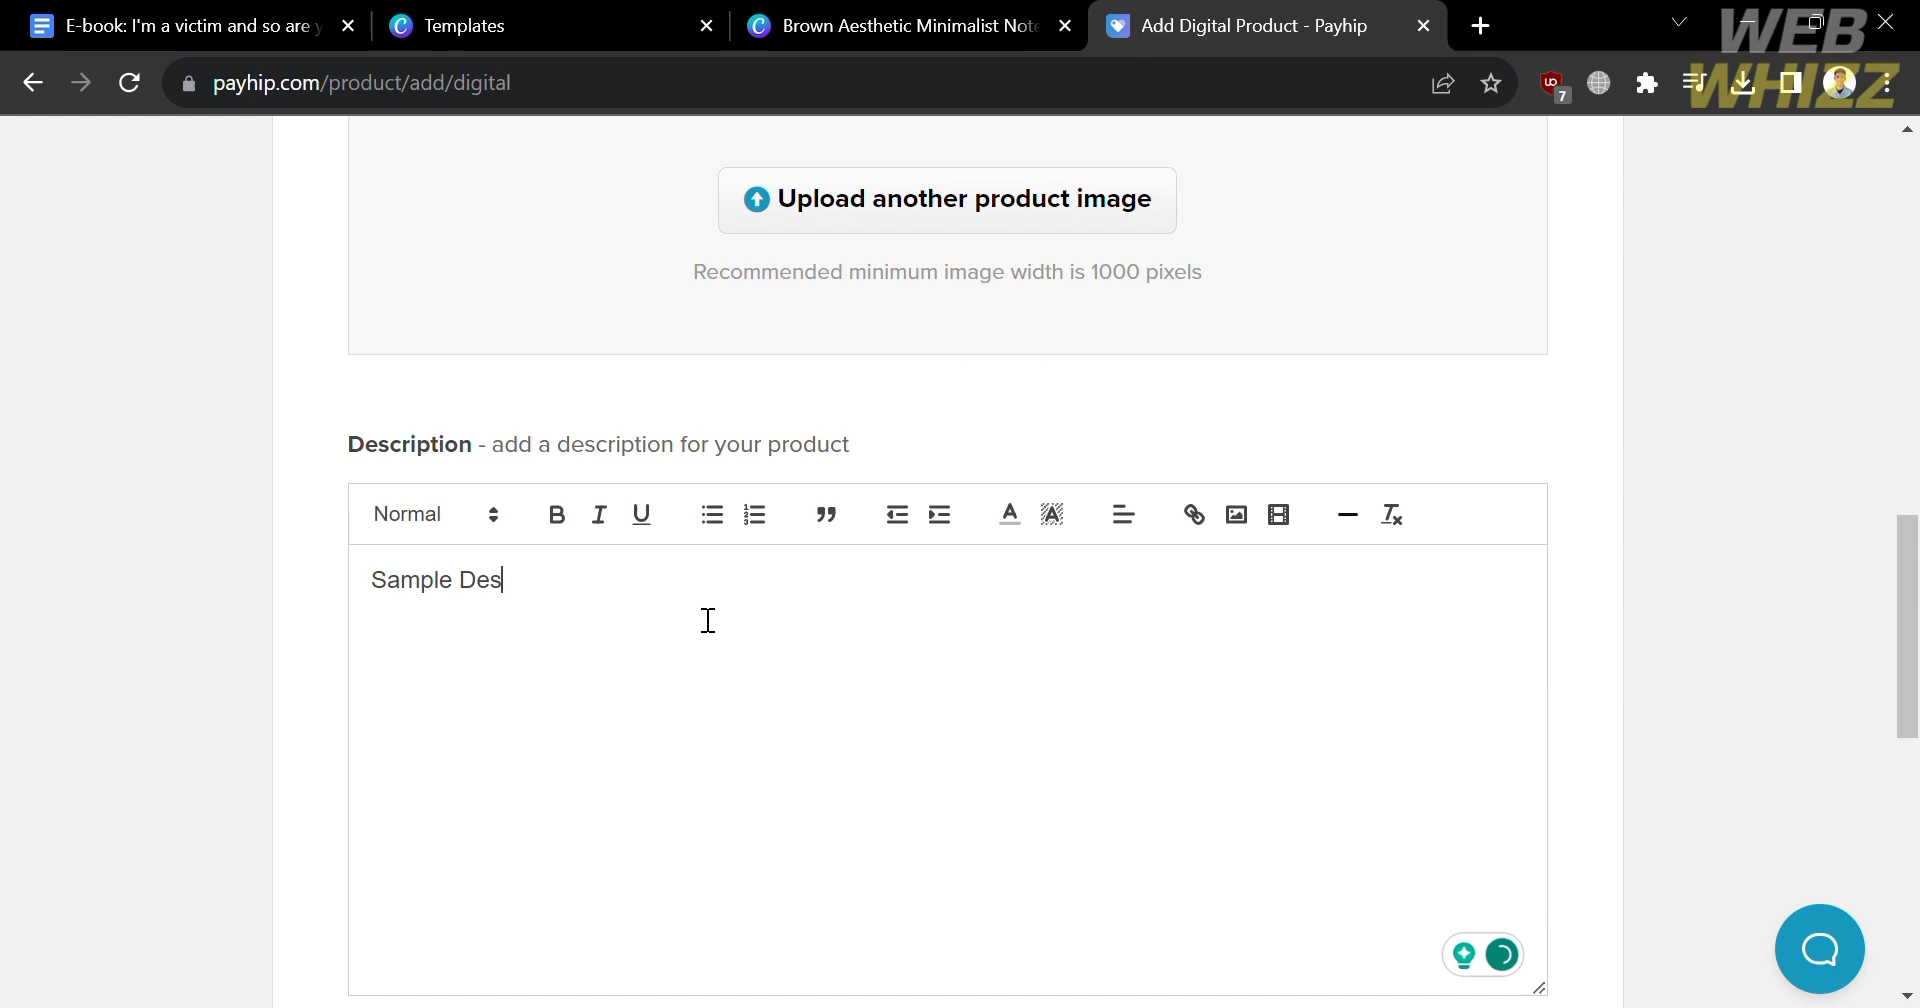 E-book: I'm a victim and so are y
Templates
Brown Aesthetic Minimalist Note
Add Digital Product - Payhip
WEB
WHIZZ
payhip.com/product/add/digital
7
Upload another product image
Recommended minimum image width is 1000 pixels
Description - add a description for your product
Normal
Sample Des